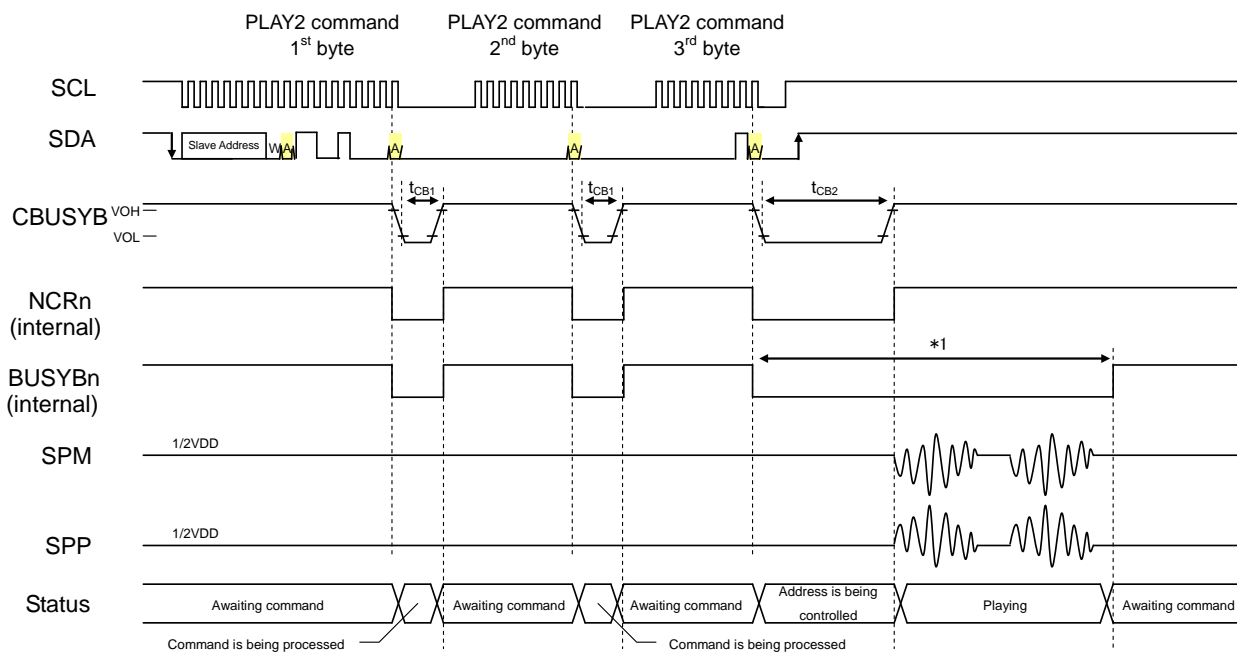 PLAY2 command
1st byte
PLAY2 command
2nd byte
PLAY2 command
3rd byte
SCL
SDA
Slave Address
W
A
A
A
A
tCB1
tCB1
tCB2
CBUSYB
VOH
VOL
NCRn
(internal)
*1
BUSYBn
(internal)
1/2VDD
SPM
1/2VDD
SPP
Status
Awaiting command
Awaiting command
Awaiting command
Address is being
controlled
Playing
Awaiting command
Command is being processed
Command is being processed